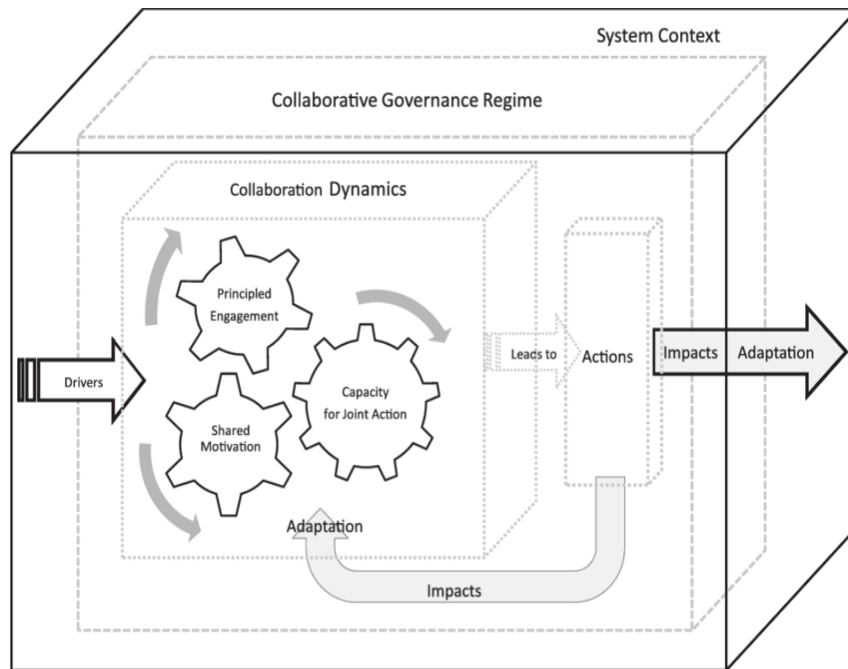 System Context
Collaborative Governance Regime
Collaboration Dynamics
Principled
Engagement
Capacity
for Joint Action
Shared
Motivation
Drivers
Leads to
Actions
Impacts
Adaptation
Adaptation
Impacts